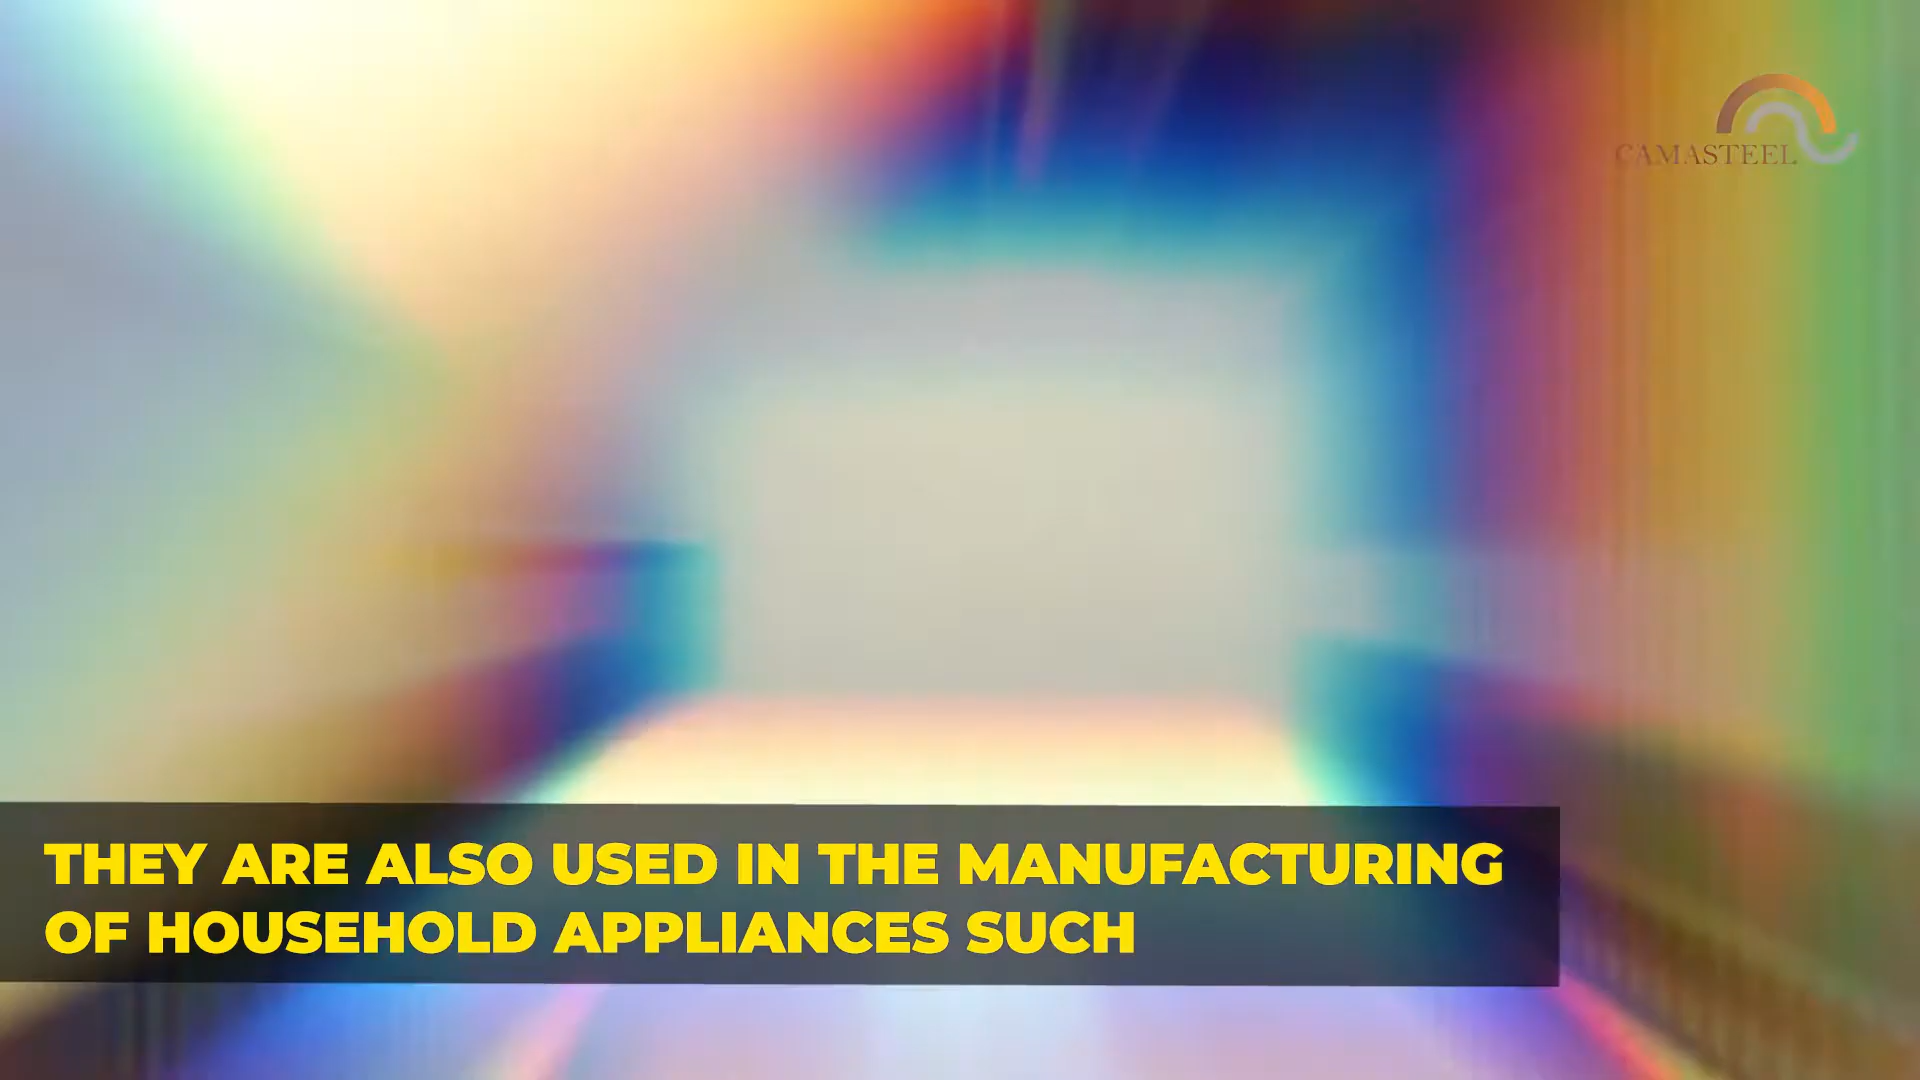 CAMASTEEL
THEY ARE ALSO USED IN THE MANUFACTURING
OF HOUSEHOLD APPLIANCES SUCH